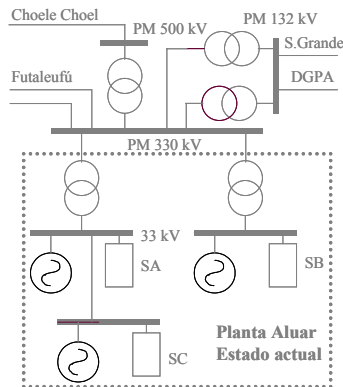 Choele Choel
PM 500 kV
PM 132 kV
S.Grande
Futaleufú
DGPA
PM 330 kV
33 kV
SA
SB
SC
Planta Aluar
Estado actual